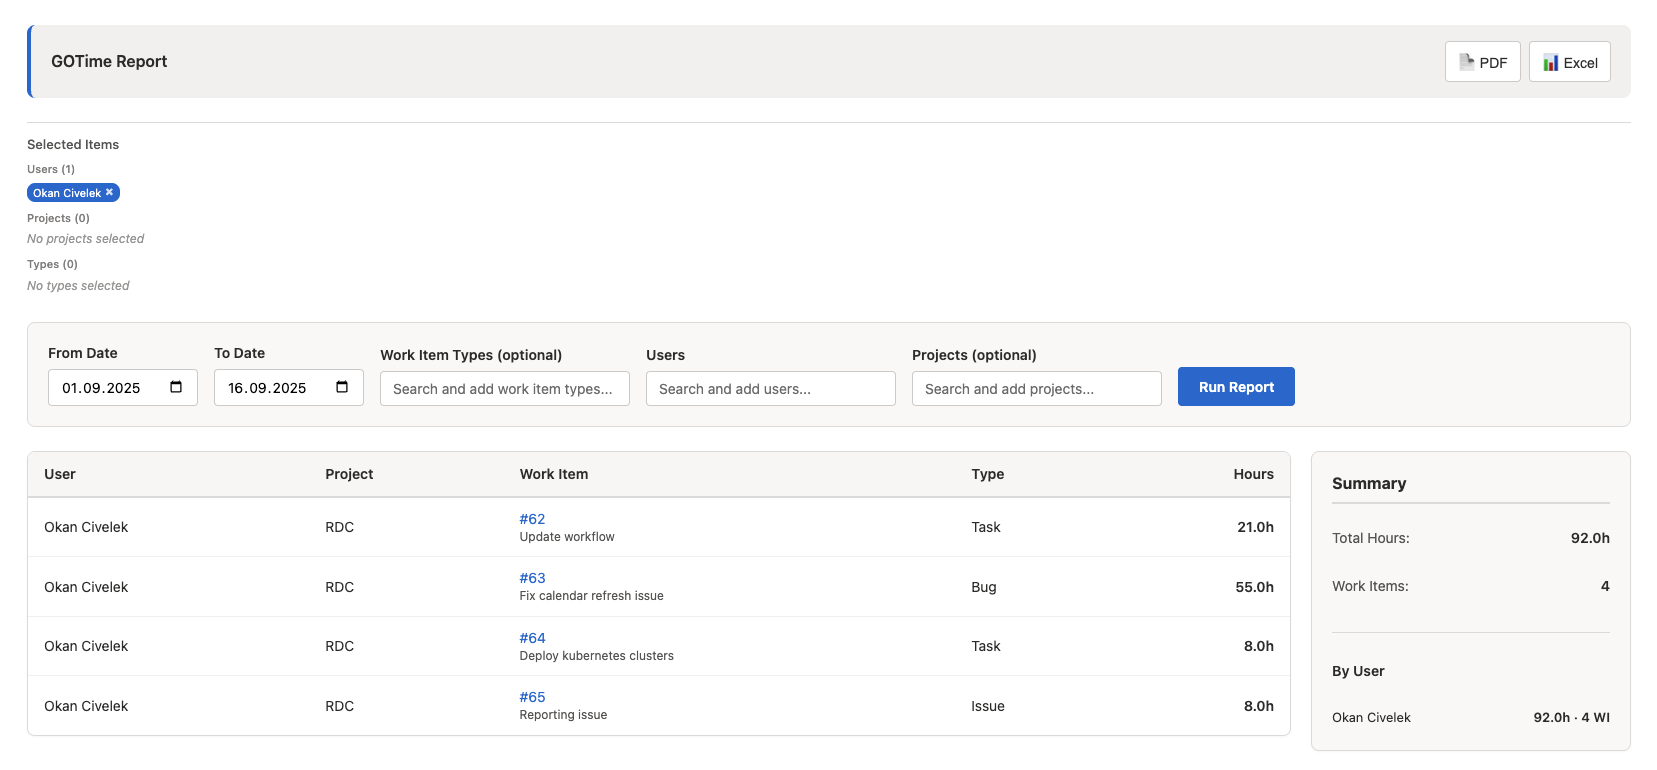 GOTime Report
PDF
Excel
Selected Items
Users (1)
Okan Civelek ×
Projects (0)
No projects selected
Types (0)
No types selected
From Date
To Date
Work Item Types (optional)
Users
Projects (optional)
01.09.2025
16.09.2025
Search and add work item types...
Search and add users...
Search and add projects...
Run Report
User Project Work Item Type Hours
Okan Civelek RDC #62 Task 21.0h
Update workflow
Okan Civelek RDC #63 Bug 55.0h
Fix calendar refresh issue
Okan Civelek RDC #64 Task 8.0h
Deploy kubernetes clusters
Okan Civelek RDC #65 Issue 8.0h
Reporting issue
Summary
Total Hours: 92.0h
Work Items: 4
By User
Okan Civelek 92.0h · 4 WI